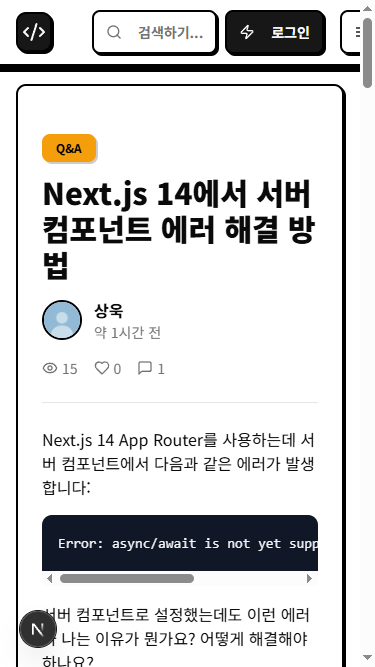 </>
검색하기...
로그인
Q&A
Next.js 14에서 서버
컴포넌트 에러 해결 방
법
상욱
약 1시간 전
15
0
1
Next.js 14 App Router를 사용하는데 서
버 컴포넌트에서 다음과 같은 에러가 발생
합니다:
Error: async/await is not yet supp
서버 컴포넌트로 설정했는데도 이런 에러
나는 이유가 뭔가요? 어떻게 해결해야
하나요?
N